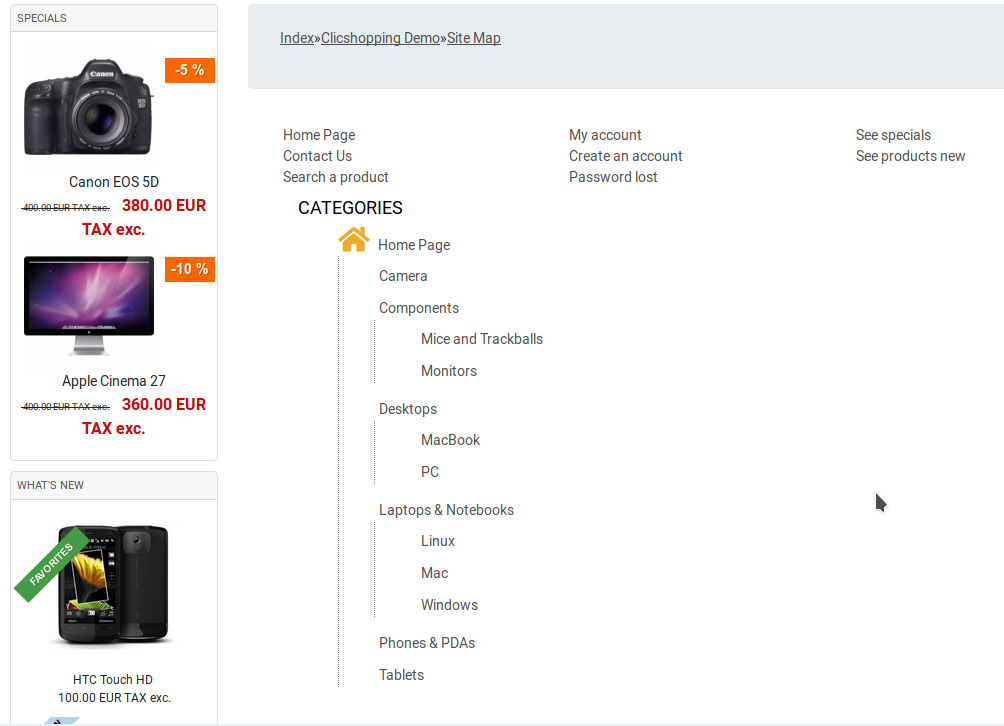 SPECIALS
Canon
EOS
5D
-5 %
Canon EOS 5D
400.00 EUR TAX exc. 380.00 EUR
TAX exc.
-10 %
Apple Cinema 27
400.00 EUR TAX exc. 360.00 EUR
TAX exc.
WHAT'S NEW
FAVORITES
HTC Touch HD
100.00 EUR TAX exc.
Index»Clicshopping Demo»Site Map
Home Page
Contact Us
Search a product
My account
Create an account
Password lost
See specials
See products new
CATEGORIES
Home Page
Camera
Components
Mice and Trackballs
Monitors
Desktops
MacBook
PC
Laptops & Notebooks
Linux
Mac
Windows
Phones & PDAs
Tablets